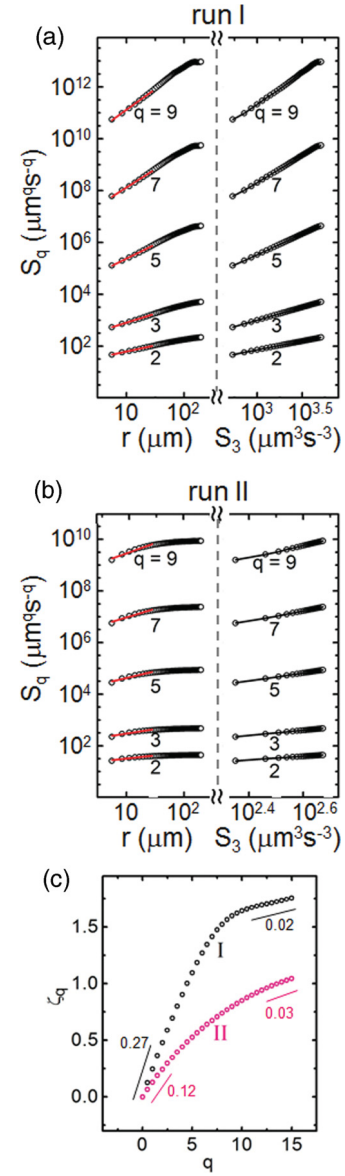 run I
(a)
10^12
10^10
10^8
10^6
10^4
10^2
S_q (μm^q s^-q)
q = 9
7
5
3
2
q = 9
7
5
3
2
10
10^2
10^3
10^3.5
r (μm)
S_3 (μm^3s^-3)
run II
(b)
10^10
10^8
10^6
10^4
10^2
S_q (μm^q s^-q)
q = 9
7
5
3
2
q = 9
7
5
3
2
10
10^2
10^2.4
10^2.6
r (μm)
S_3 (μm^3s^-3)
(c)
1.5
1.0
0.5
0.0
ζ_q
I
II
0.02
0.03
0.27
0.12
0
5
10
15
q